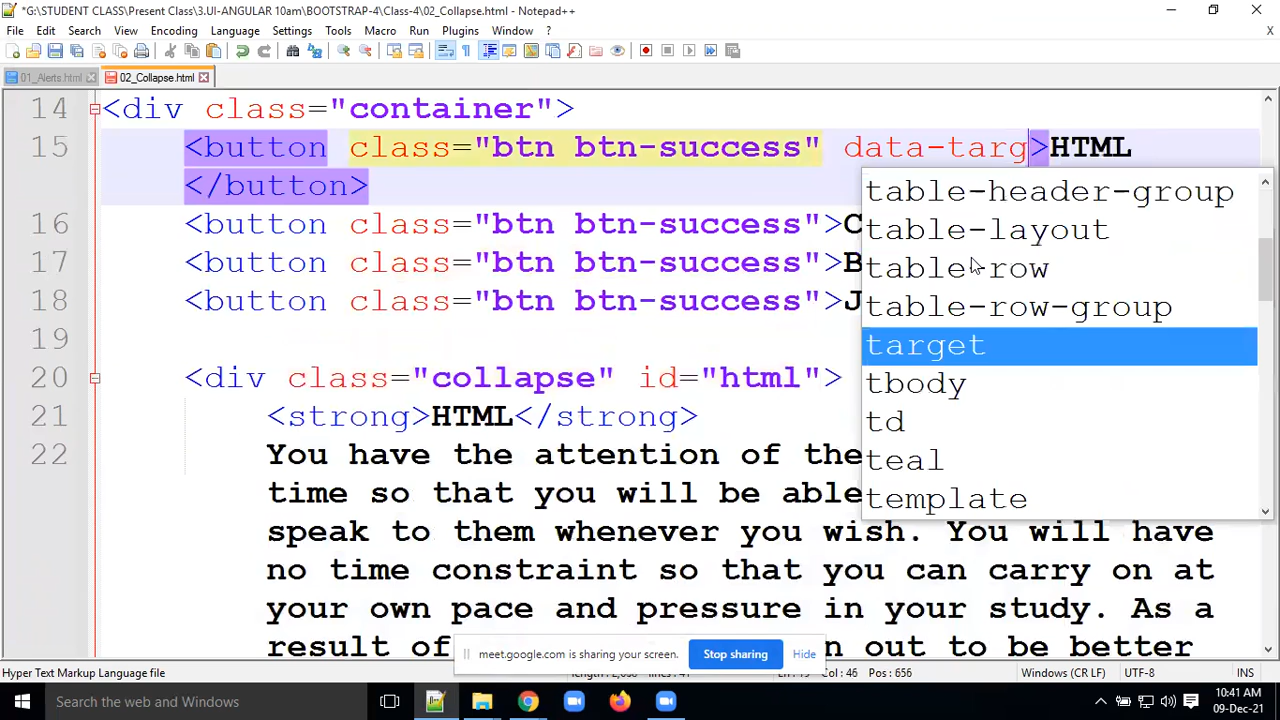 *G:\STUDENT CLASS\Present Class\3.UI-ANGULAR 10am\BOOTSTRAP-4\Class-4\02_Collapse.html - Notepad++
File Edit Search View Encoding Language Settings Tools Macro Run Plugins Window ? X
01_Alerts.html 02_Collapse.html
14 <div class="container">
15 <button class="btn btn-success" data-targ>HTML
</button>
table-header-group
16 <button class="btn btn-success">C
table-layout
17 <button class="btn btn-success">B
table-row
18 <button class="btn btn-success">J
table-row-group
19
target
20 <div class="collapse" id="html">
tbody
21 <strong>HTML</strong>
td
22 You have the attention of the
teal
time so that you will be able
template
speak to them whenever you wish. You will have
no time constraint so that you can carry on at
your own pace and pressure in your study. As a
result of
n out to be better
meet.google.com is sharing your screen. Stop sharing Hide
Hyper Text Markup Language file
Col : 46 Pos : 656 Windows (CR LF) UTF-8 INS
Search the web and Windows
10:41 AM
09-Dec-21